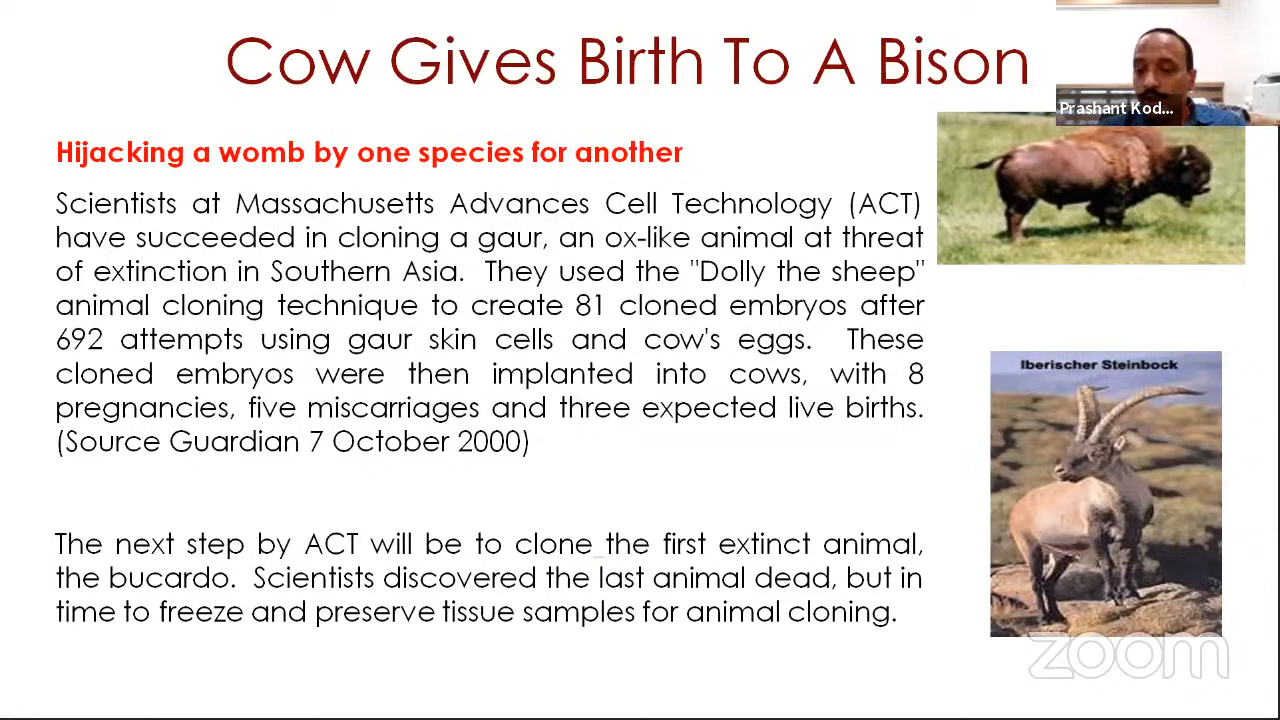 Cow Gives Birth To A Bison
Prashant Kod...
Hijacking a womb by one species for another
Scientists at Massachusetts Advances Cell Technology (ACT)
have succeeded in cloning a gaur, an ox-like animal at threat
of extinction in Southern Asia. They used the "Dolly the sheep"
animal cloning technique to create 81 cloned embryos after
692 attempts using gaur skin cells and cow's eggs. These
cloned embryos were then implanted into cows, with 8
pregnancies, five miscarriages and three expected live births.
(Source Guardian 7 October 2000)
Iberischer Steinbock
The next step by ACT will be to clone the first extinct animal,
the bucardo. Scientists discovered the last animal dead, but in
time to freeze and preserve tissue samples for animal cloning.
zoom